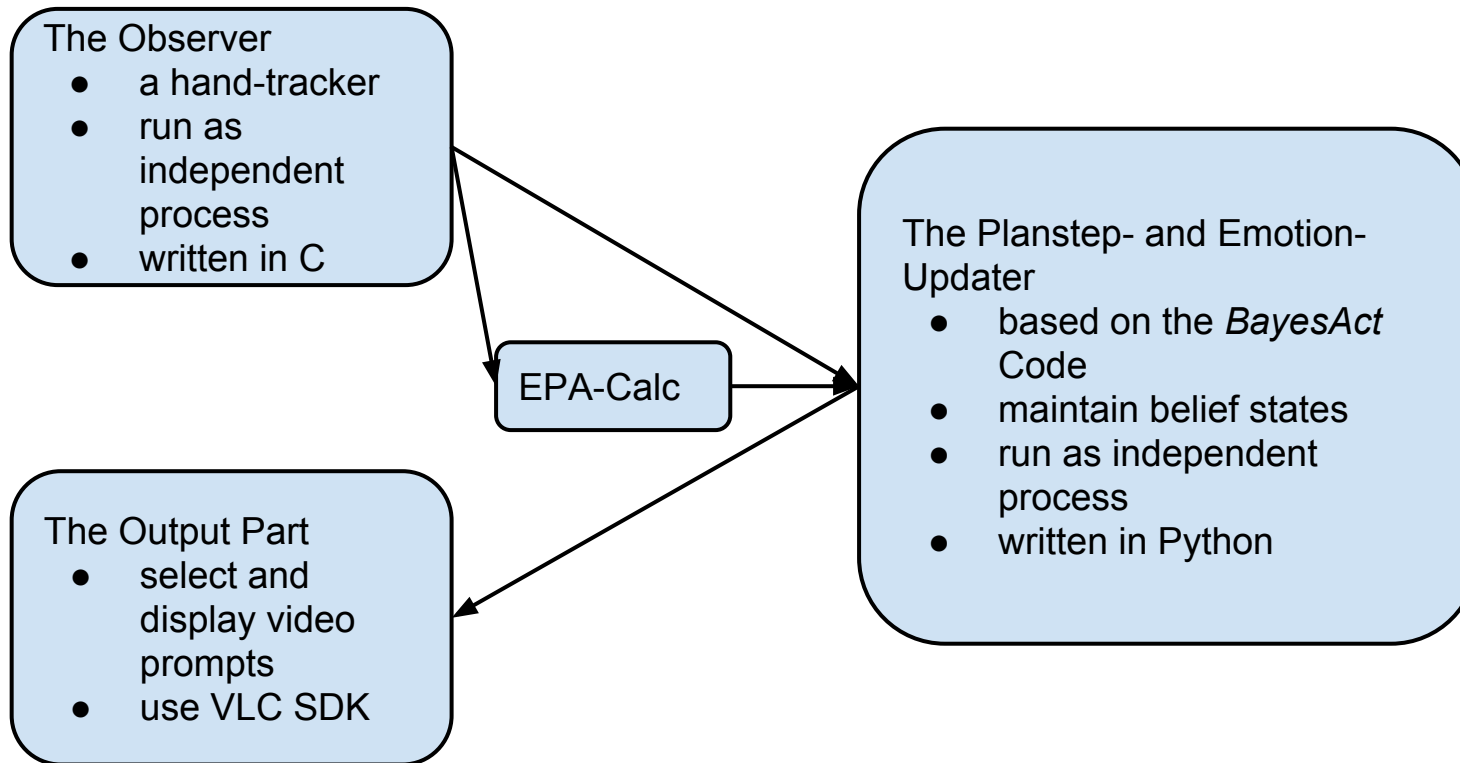 The Observer
● a hand-tracker
● run as
independent
process
● written in C
EPA-Calc
The Planstep- and Emotion-
Updater
● based on the BayesAct
Code
● maintain belief states
● run as independent
process
● written in Python
The Output Part
● select and
display video
prompts
● use VLC SDK